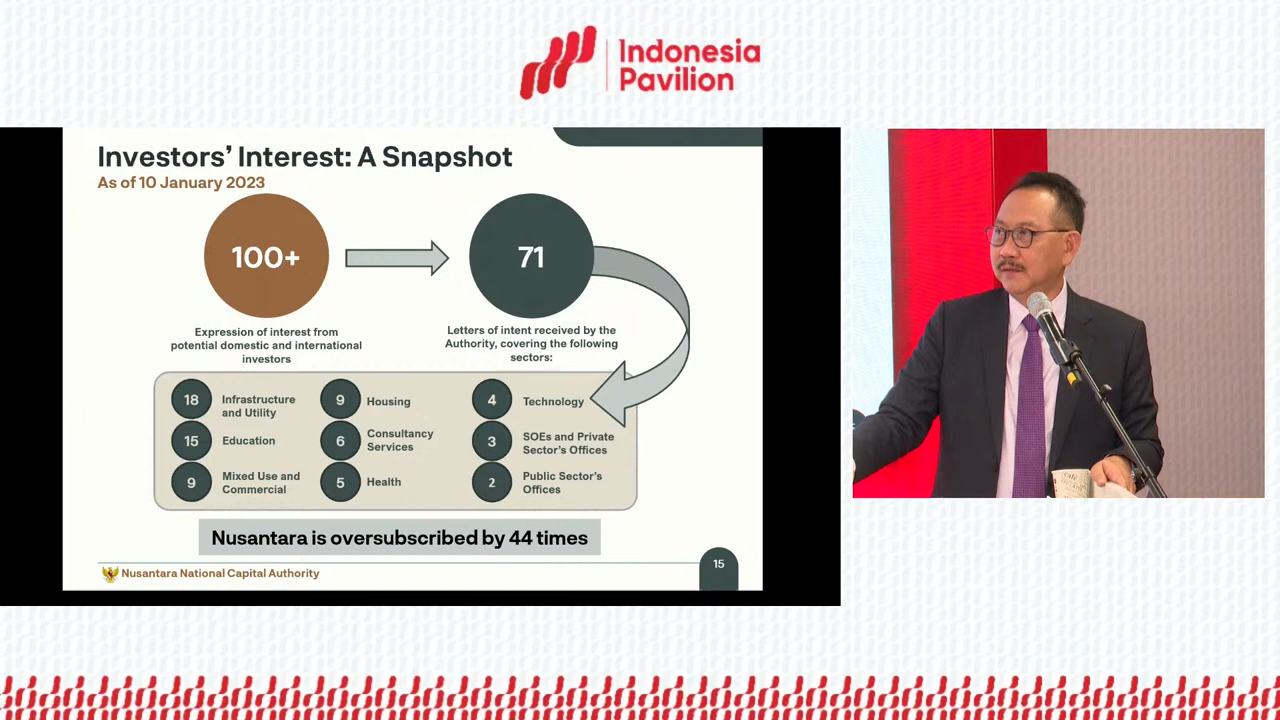 Indonesia
Pavilion
Investors' Interest: A Snapshot
As of 10 January 2023
100+
71
Expression of interest from
potential domestic and international
investors
Letters of intent received by the
Authority, covering the following
sectors:
18
Infrastructure
and Utility
9
Housing
4
Technology
15
Education
6
Consultancy
Services
3
SOEs and Private
Sector's Offices
9
Mixed Use and
Commercial
5
Health
2
Public Sector's
Offices
Nusantara is oversubscribed by 44 times
Nusantara National Capital Authority
15